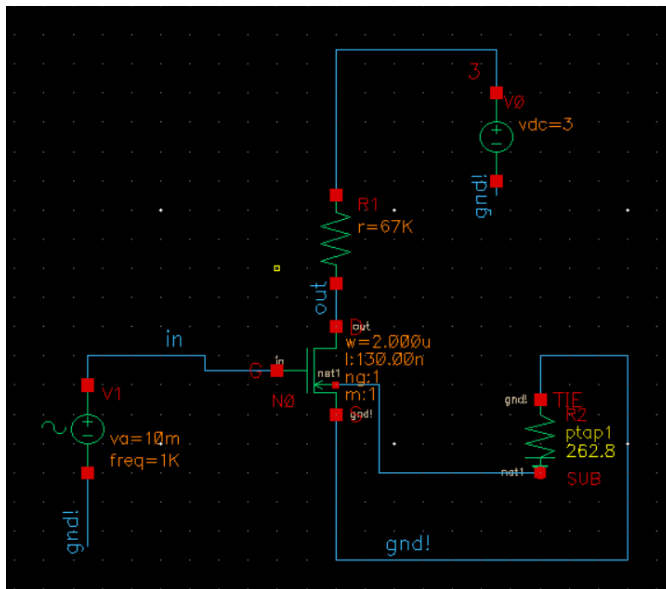 3
V0
vdc=3
gnd!
R1
r=67K
out
D
out
w=2.000u
l:130.00n
ng:1
m:1
in
G
in
net1
N0
S
gnd!
V1
va=10m
freq=1K
gnd!
gnd!
TIE
R2
ptap1
262.8
net1
SUB
gnd!